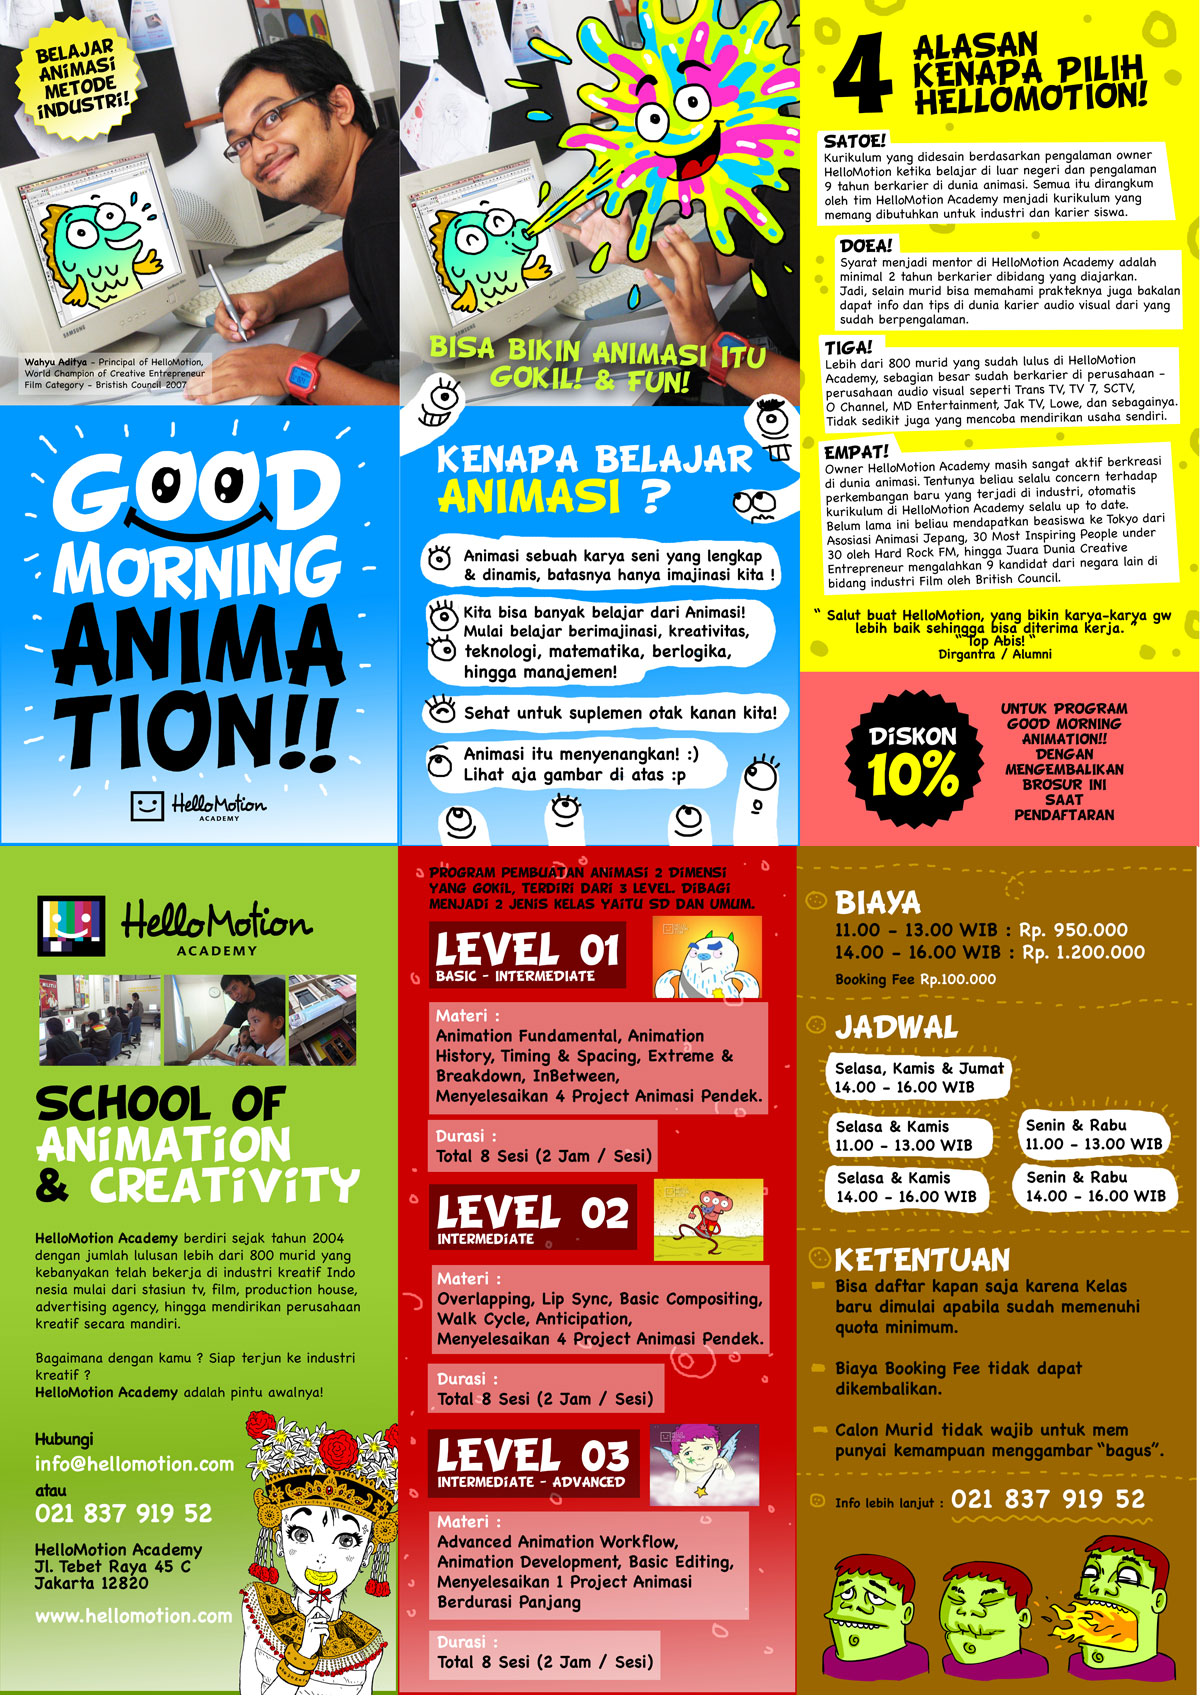 BELAJAR
ANIMASI
METODE
INDUSTRI!
Wahyu Aditya - Principal of HelloMotion,
World Champion of Creative Entrepreneur
Film Category - Bristish Council 2007
GOOD
MORNING
ANIMA
TION!!
HelloMotion
ACADEMY
BISA BIKIN ANIMASI ITU
GOKIL! & FUN!
KENAPA BELAJAR
ANIMASI ?
Animasi sebuah karya seni yang lengkap
& dinamis, batasnya hanya imajinasi kita !
Kita bisa banyak belajar dari Animasi!
Mulai belajar berimajinasi, kreativitas,
teknologi, matematika, berlogika,
hingga manajemen!
Sehat untuk suplemen otak kanan kita!
Animasi itu menyenangkan! :)
Lihat aja gambar di atas :p
4 ALASAN
KENAPA PILIH
HELLOMOTION!
SATOE!
Kurikulum yang didesain berdasarkan pengalaman owner
HelloMotion ketika belajar di luar negeri dan pengalaman
9 tahun berkarier di dunia animasi. Semua itu dirangkum
oleh tim HelloMotion Academy menjadi kurikulum yang
memang dibutuhkan untuk industri dan karier siswa.
DOEA!
Syarat menjadi mentor di HelloMotion Academy adalah
minimal 2 tahun berkarier dibidang yang diajarkan.
Jadi, selain murid bisa memahami prakteknya juga bakalan
dapat info dan tips di dunia karier audio visual dari yang
sudah berpengalaman.
TIGA!
Lebih dari 800 murid yang sudah lulus di HelloMotion
Academy, sebagian besar sudah berkarier di perusahaan -
perusahaan audio visual seperti Trans TV, TV 7, SCTV,
O Channel, MD Entertainment, Jak TV, Lowe, dan sebagainya.
Tidak sedikit juga yang mencoba mendirikan usaha sendiri.
EMPAT!
Owner HelloMotion Academy masih sangat aktif berkreasi
di dunia animasi. Tentunya beliau selalu concern terhadap
perkembangan baru yang terjadi di industri, otomatis
kurikulum di HelloMotion Academy selalu up to date.
Belum lama ini beliau mendapatkan beasiswa ke Tokyo dari
Asosiasi Animasi Jepang, 30 Most Inspiring People under
30 oleh Hard Rock FM, hingga Juara Dunia Creative
Entrepreneur mengalahkan 9 kandidat dari negara lain di
bidang industri Film oleh British Council.
“ Salut buat HelloMotion, yang bikin karya-karya gw
lebih baik sehingga bisa diterima kerja.
“Top Abis! “
Dirgantra / Alumni
DISKON
10%
UNTUK PROGRAM
GOOD MORNING
ANIMATION!!
DENGAN
MENGEMBALIKAN
BROSUR INI
SAAT
PENDAFTARAN
HelloMotion
ACADEMY
SCHOOL OF
ANIMATION
& CREATIVITY
HelloMotion Academy berdiri sejak tahun 2004
dengan jumlah lulusan lebih dari 800 murid yang
kebanyakan telah bekerja di industri kreatif Indo
nesia mulai dari stasiun tv, film, production house,
advertising agency, hingga mendirikan perusahaan
kreatif secara mandiri.
Bagaimana dengan kamu ? Siap terjun ke industri
kreatif ?
HelloMotion Academy adalah pintu awalnya!
Hubungi
info@hellomotion.com
atau
021 837 919 52
HelloMotion Academy
Jl. Tebet Raya 45 C
Jakarta 12820
www.hellomotion.com
PROGRAM PEMBUATAN ANIMASI 2 DIMENSI
YANG GOKIL, TERDIRI DARI 3 LEVEL. DIBAGI
MENJADI 2 JENIS KELAS YAITU SD DAN UMUM.
LEVEL 01
BASIC - INTERMEDIATE
Materi :
Animation Fundamental, Animation
History, Timing & Spacing, Extreme &
Breakdown, InBetween,
Menyelesaikan 4 Project Animasi Pendek.
Durasi :
Total 8 Sesi (2 Jam / Sesi)
LEVEL 02
INTERMEDIATE
Materi :
Overlapping, Lip Sync, Basic Compositing,
Walk Cycle, Anticipation,
Menyelesaikan 4 Project Animasi Pendek.
Durasi :
Total 8 Sesi (2 Jam / Sesi)
LEVEL 03
INTERMEDIATE - ADVANCED
Materi :
Advanced Animation Workflow,
Animation Development, Basic Editing,
Menyelesaikan 1 Project Animasi
Berdurasi Panjang
Durasi :
Total 8 Sesi (2 Jam / Sesi)
BIAYA
11.00 - 13.00 WIB : Rp. 950.000
14.00 - 16.00 WIB : Rp. 1.200.000
Booking Fee Rp.100.000
JADWAL
Selasa, Kamis & Jumat
14.00 - 16.00 WIB
Selasa & Kamis
11.00 - 13.00 WIB
Senin & Rabu
11.00 - 13.00 WIB
Selasa & Kamis
14.00 - 16.00 WIB
Senin & Rabu
14.00 - 16.00 WIB
KETENTUAN
Bisa daftar kapan saja karena Kelas
baru dimulai apabila sudah memenuhi
quota minimum.
Biaya Booking Fee tidak dapat
dikembalikan.
Calon Murid tidak wajib untuk mem
punyai kemampuan menggambar “bagus”.
Info lebih lanjut : 021 837 919 52